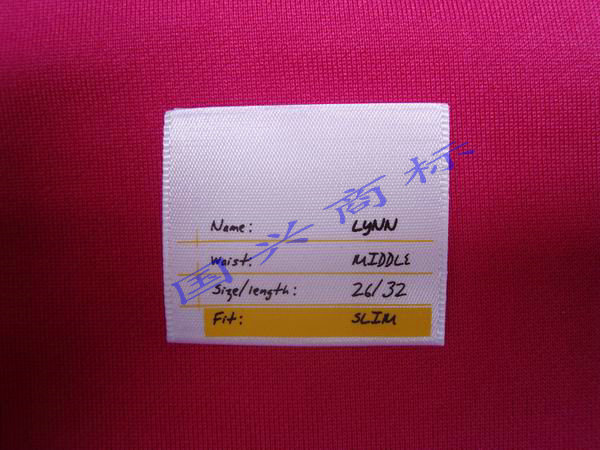 Name: LyNN
Waist: MIDDLE
Size/length: 26/32
Fit: SLIM
国兴商标